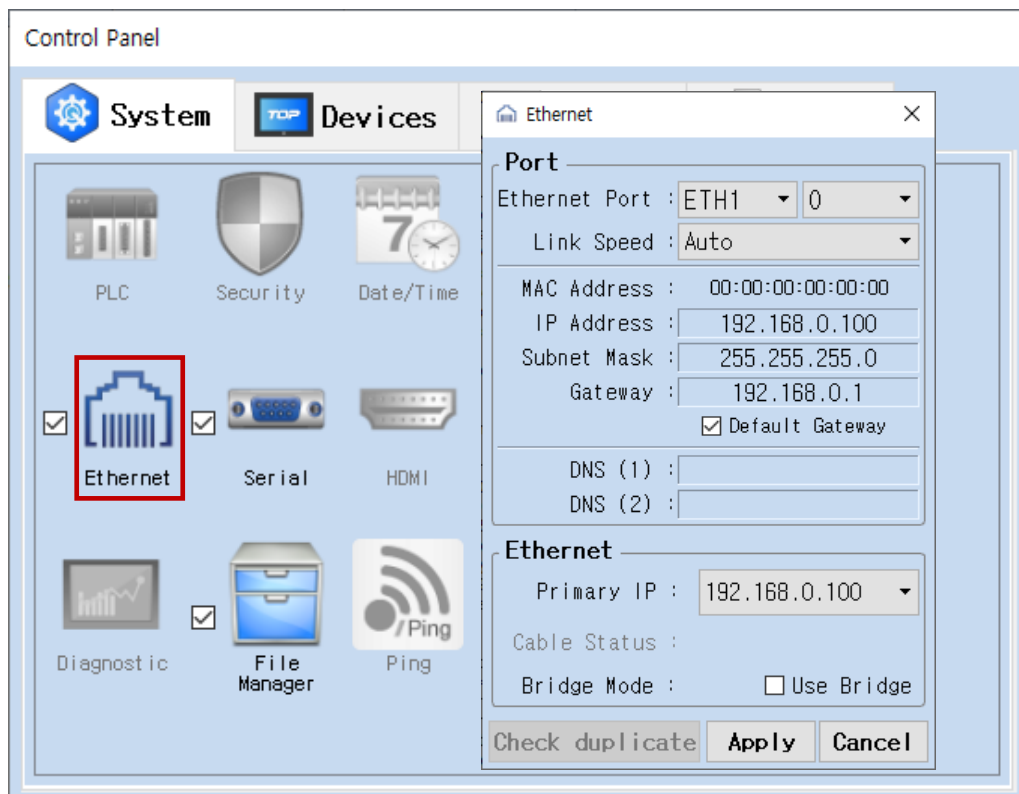 Control Panel
System
TOP Devices
PLC
Security
7
Date/Time
Ethernet
Serial
HDMI
Diagnostic
File
Manager
/Ping
Ping
Ethernet
Port
Ethernet Port : ETH1 0
Link Speed : Auto
MAC Address : 00:00:00:00:00:00
IP Address : 192.168.0.100
Subnet Mask : 255.255.255.0
Gateway : 192.168.0.1
Default Gateway
DNS (1) :
DNS (2) :
Ethernet
Primary IP : 192.168.0.100
Cable Status :
Bridge Mode : Use Bridge
Check duplicate Apply Cancel